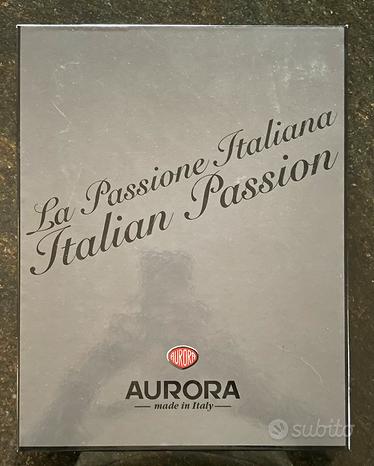 La Passione Italiana
Italian Passion
AURORA
AURORA
made in Italy
subito